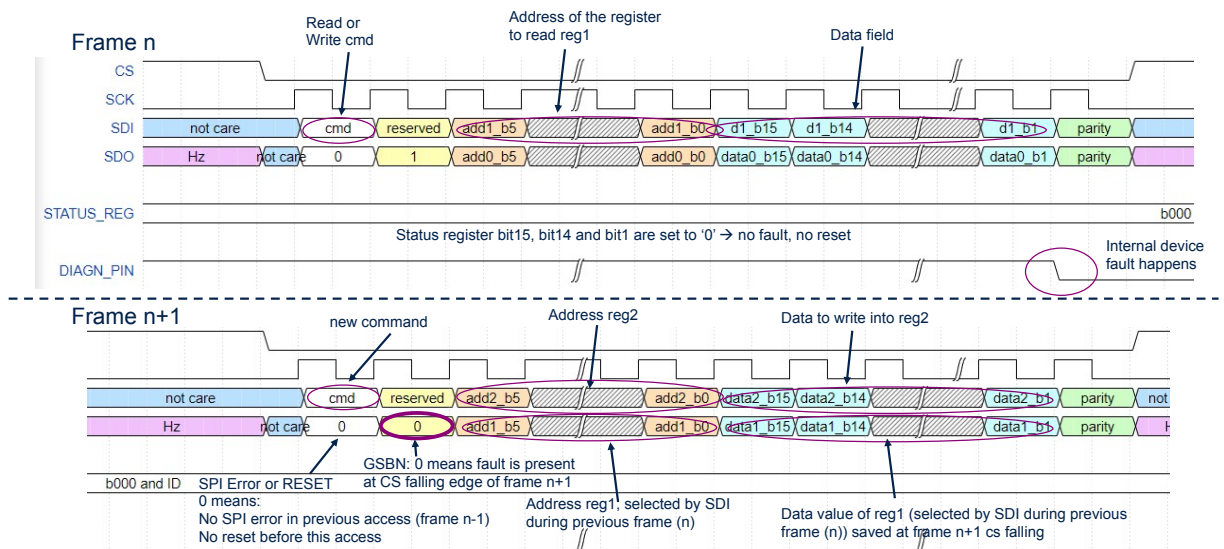 Frame n
Read or
Write cmd
Address of the register
to read reg1
Data field
CS
SCK
SDI
not care
cmd
reserved
add1_b5
add1_b0
d1_b15
d1_b14
d1_b1
parity
SDO
Hz
not care
0
1
add0_b5
add0_b0
data0_b15
data0_b14
data0_b1
parity
STATUS_REG
b000
Status register bit15, bit14 and bit1 are set to ‘0’ → no fault, no reset
DIAGN_PIN
Internal device
fault happens
Frame n+1
new command
Address reg2
Data to write into reg2
not care
cmd
reserved
add2_b5
add2_b0
data2_b15
data2_b14
data2_b1
parity
not
Hz
not care
0
0
add1_b5
add1_b0
data1_b15
data1_b14
data1_b1
parity
b000 and ID
SPI Error or RESET
0 means:
No SPI error in previous access (frame n-1)
No reset before this access
GSBN: 0 means fault is present
at CS falling edge of frame n+1
Address reg1, selected by SDI
during previous frame (n)
Data value of reg1 (selected by SDI during previous
frame (n)) saved at frame n+1 cs falling